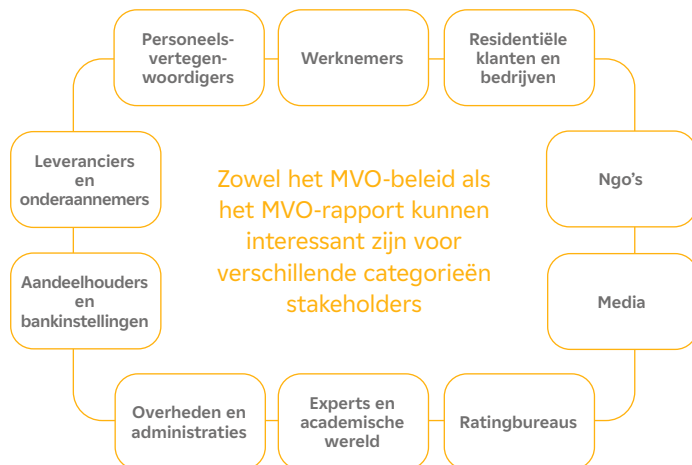 Personeels-
vertegen-
woordigers
Werknemers
Residentiële
klanten en
bedrijven
Leveranciers
en
onderaannemers
Zowel het MVO-beleid als
het MVO-rapport kunnen
interessant zijn voor
verschillende categorieën
stakeholders
Ngo’s
Aandeelhouders
en
bankinstellingen
Media
Overheden en
administraties
Experts en
academische
wereld
Ratingbureaus